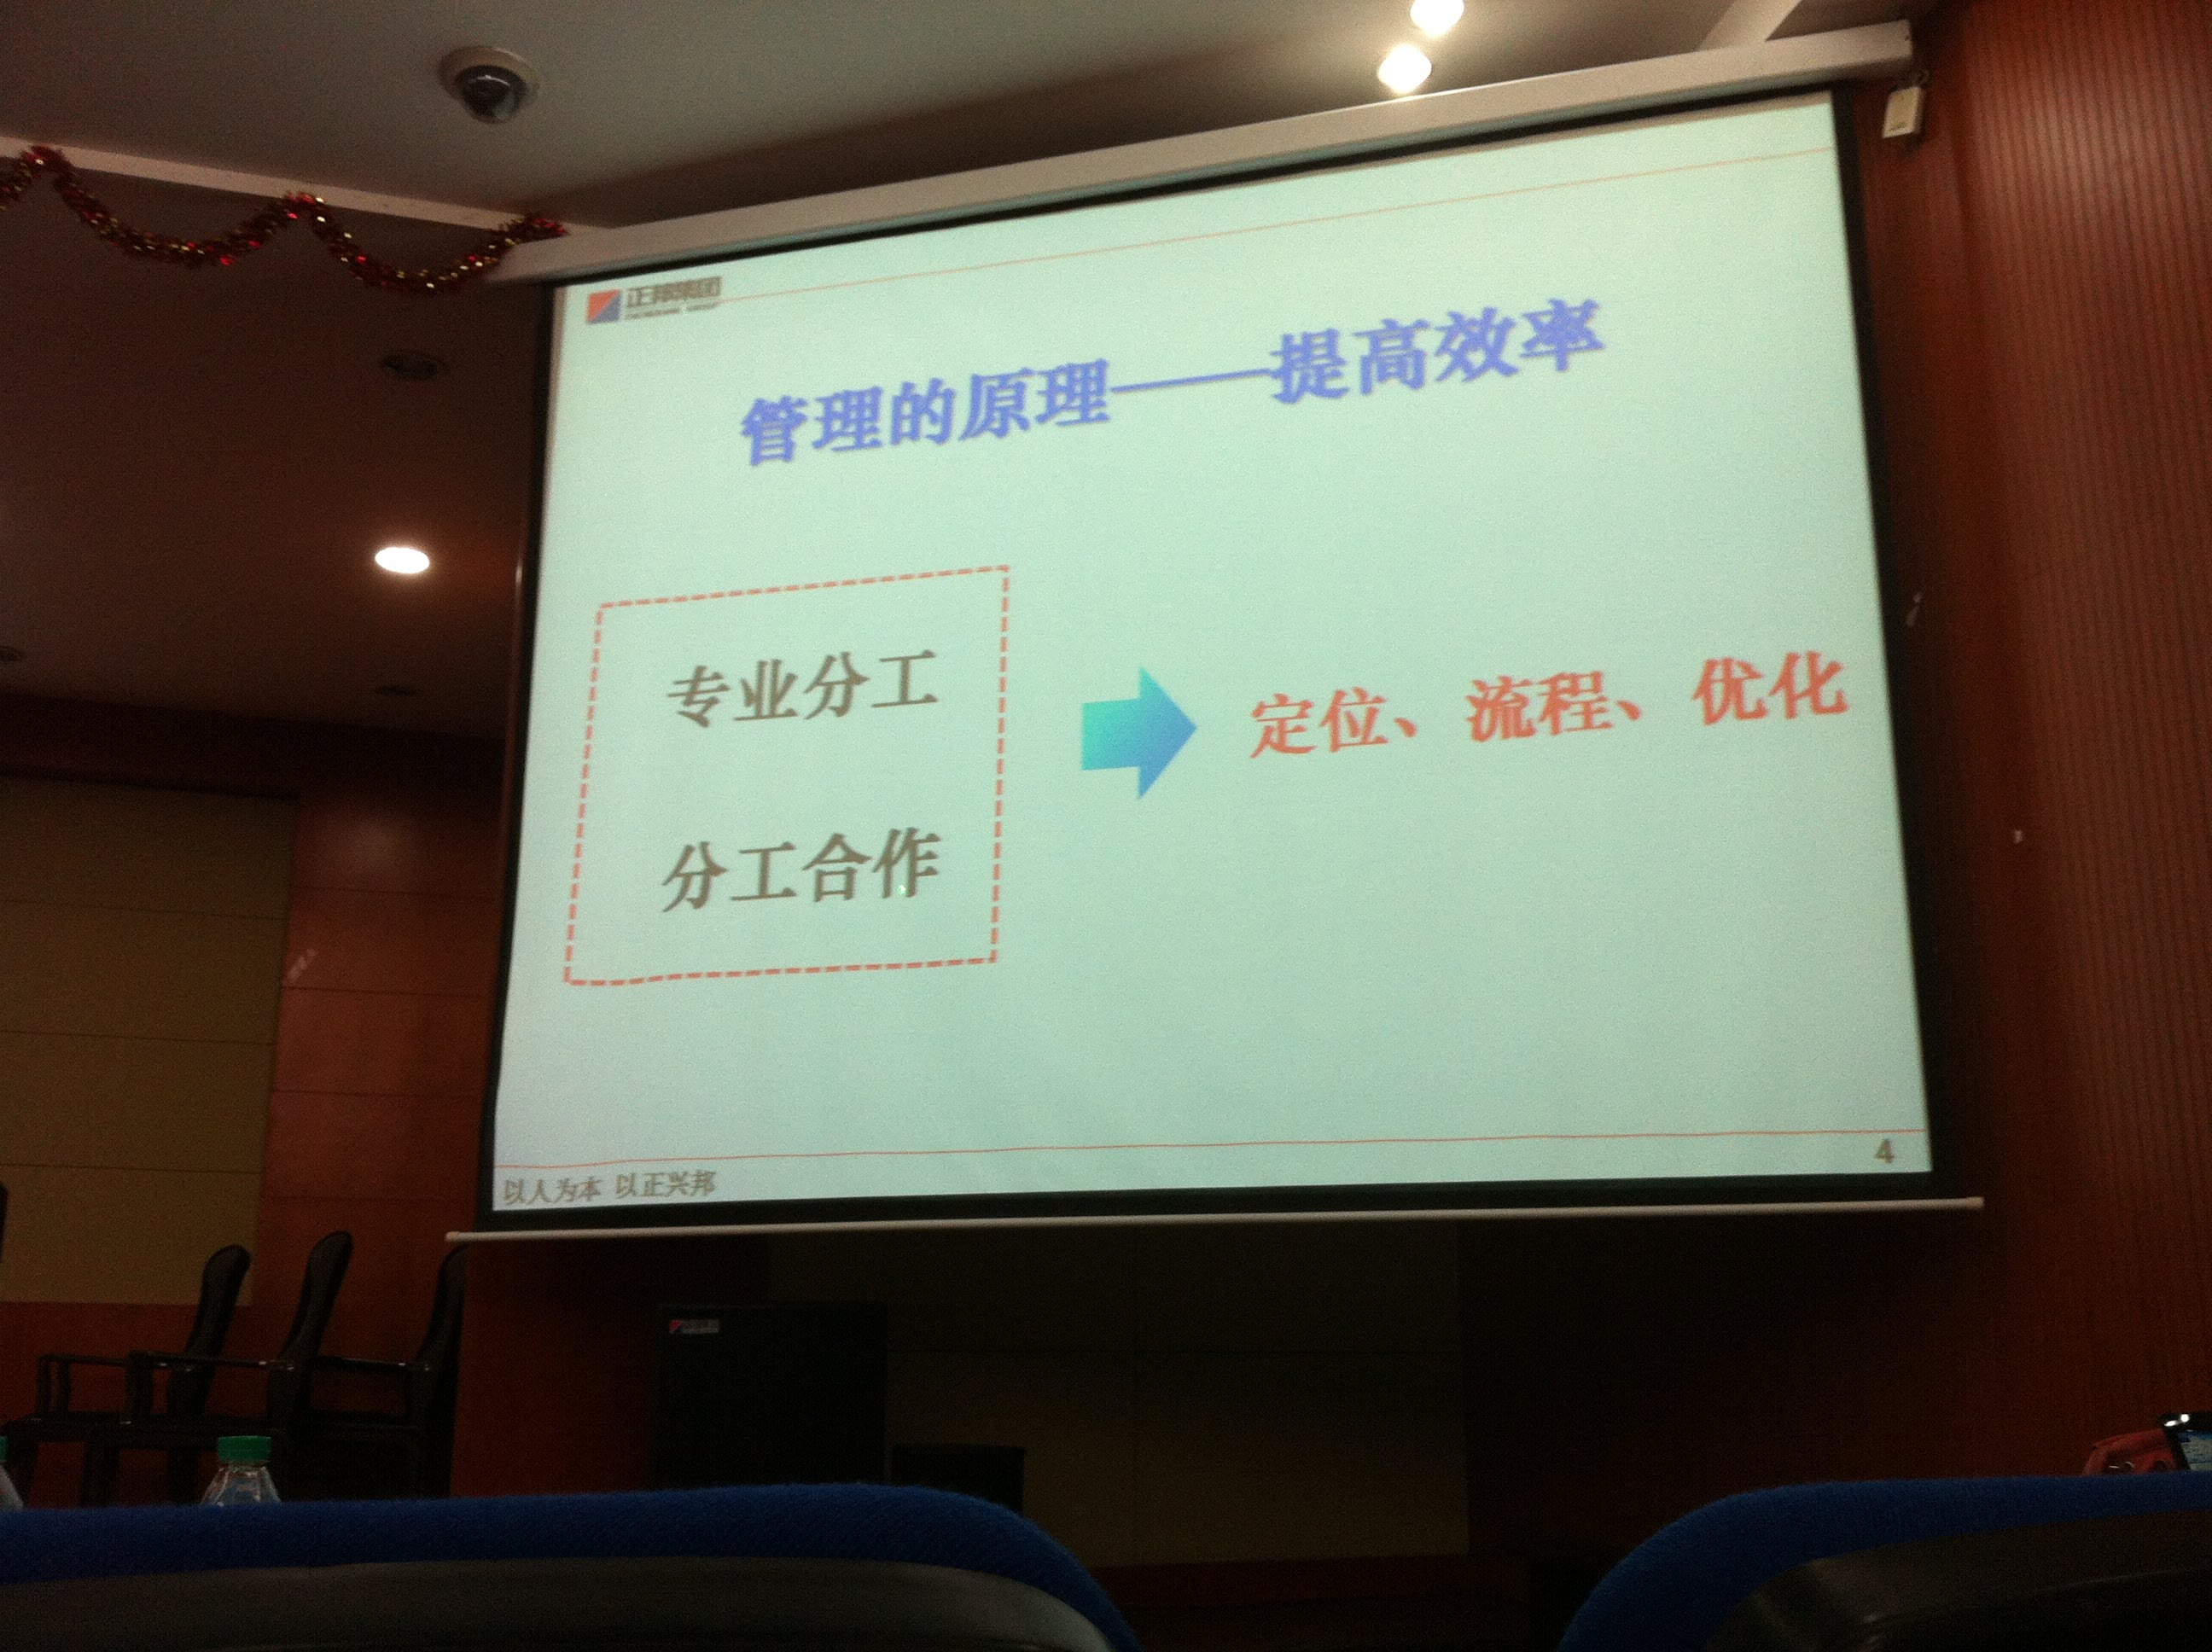 正邦集团
管理的原理——提高效率
专业分工
分工合作
定位、流程、优化
以人为本 以正兴邦
4